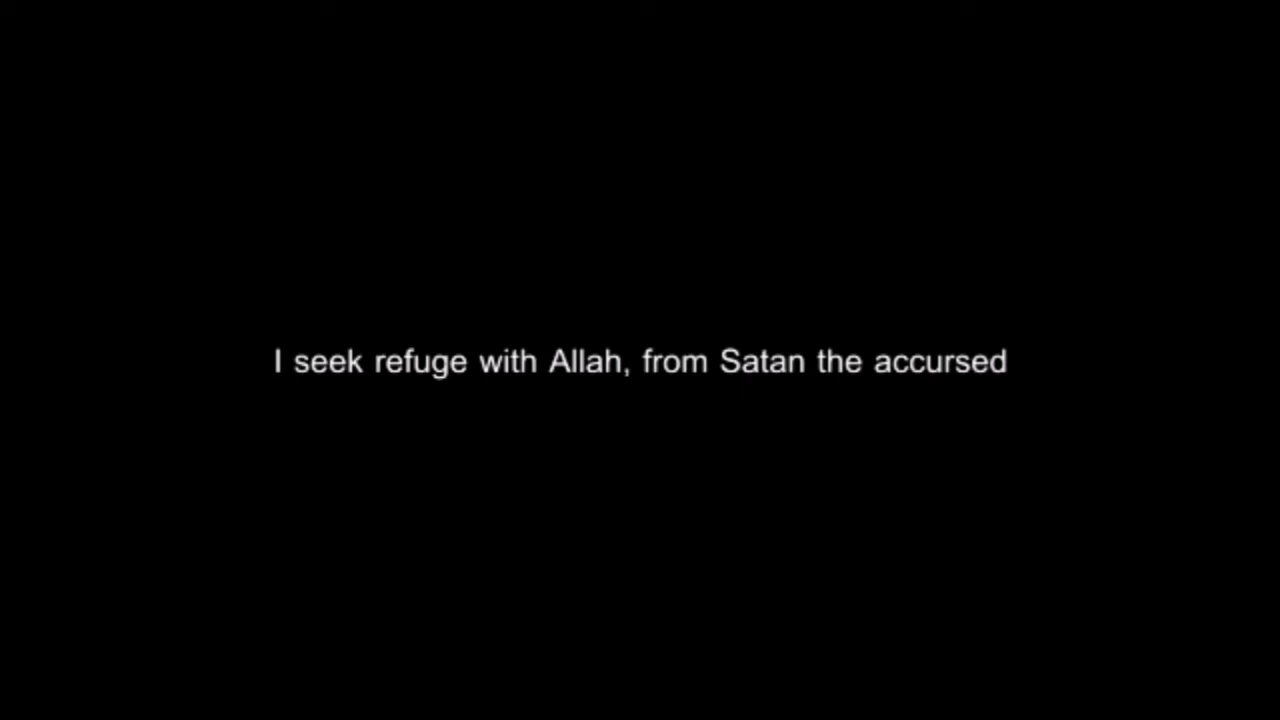 I seek refuge with Allah, from Satan the accursed